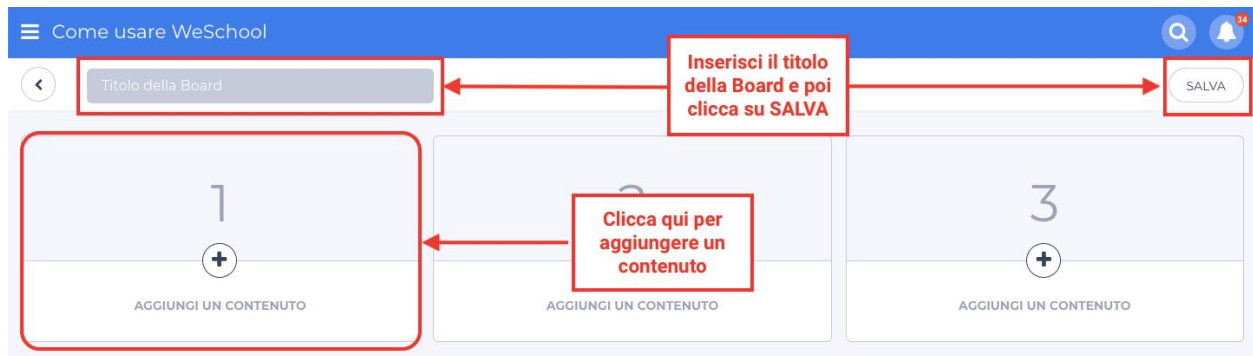 Come usare WeSchool
34
Titolo della Board
Inserisci il titolo
della Board e poi
clicca su SALVA
SALVA
1
3
Clicca qui per
aggiungere un
contenuto
AGGIUNGI UN CONTENUTO
AGGIUNGI UN CONTENUTO
AGGIUNGI UN CONTENUTO